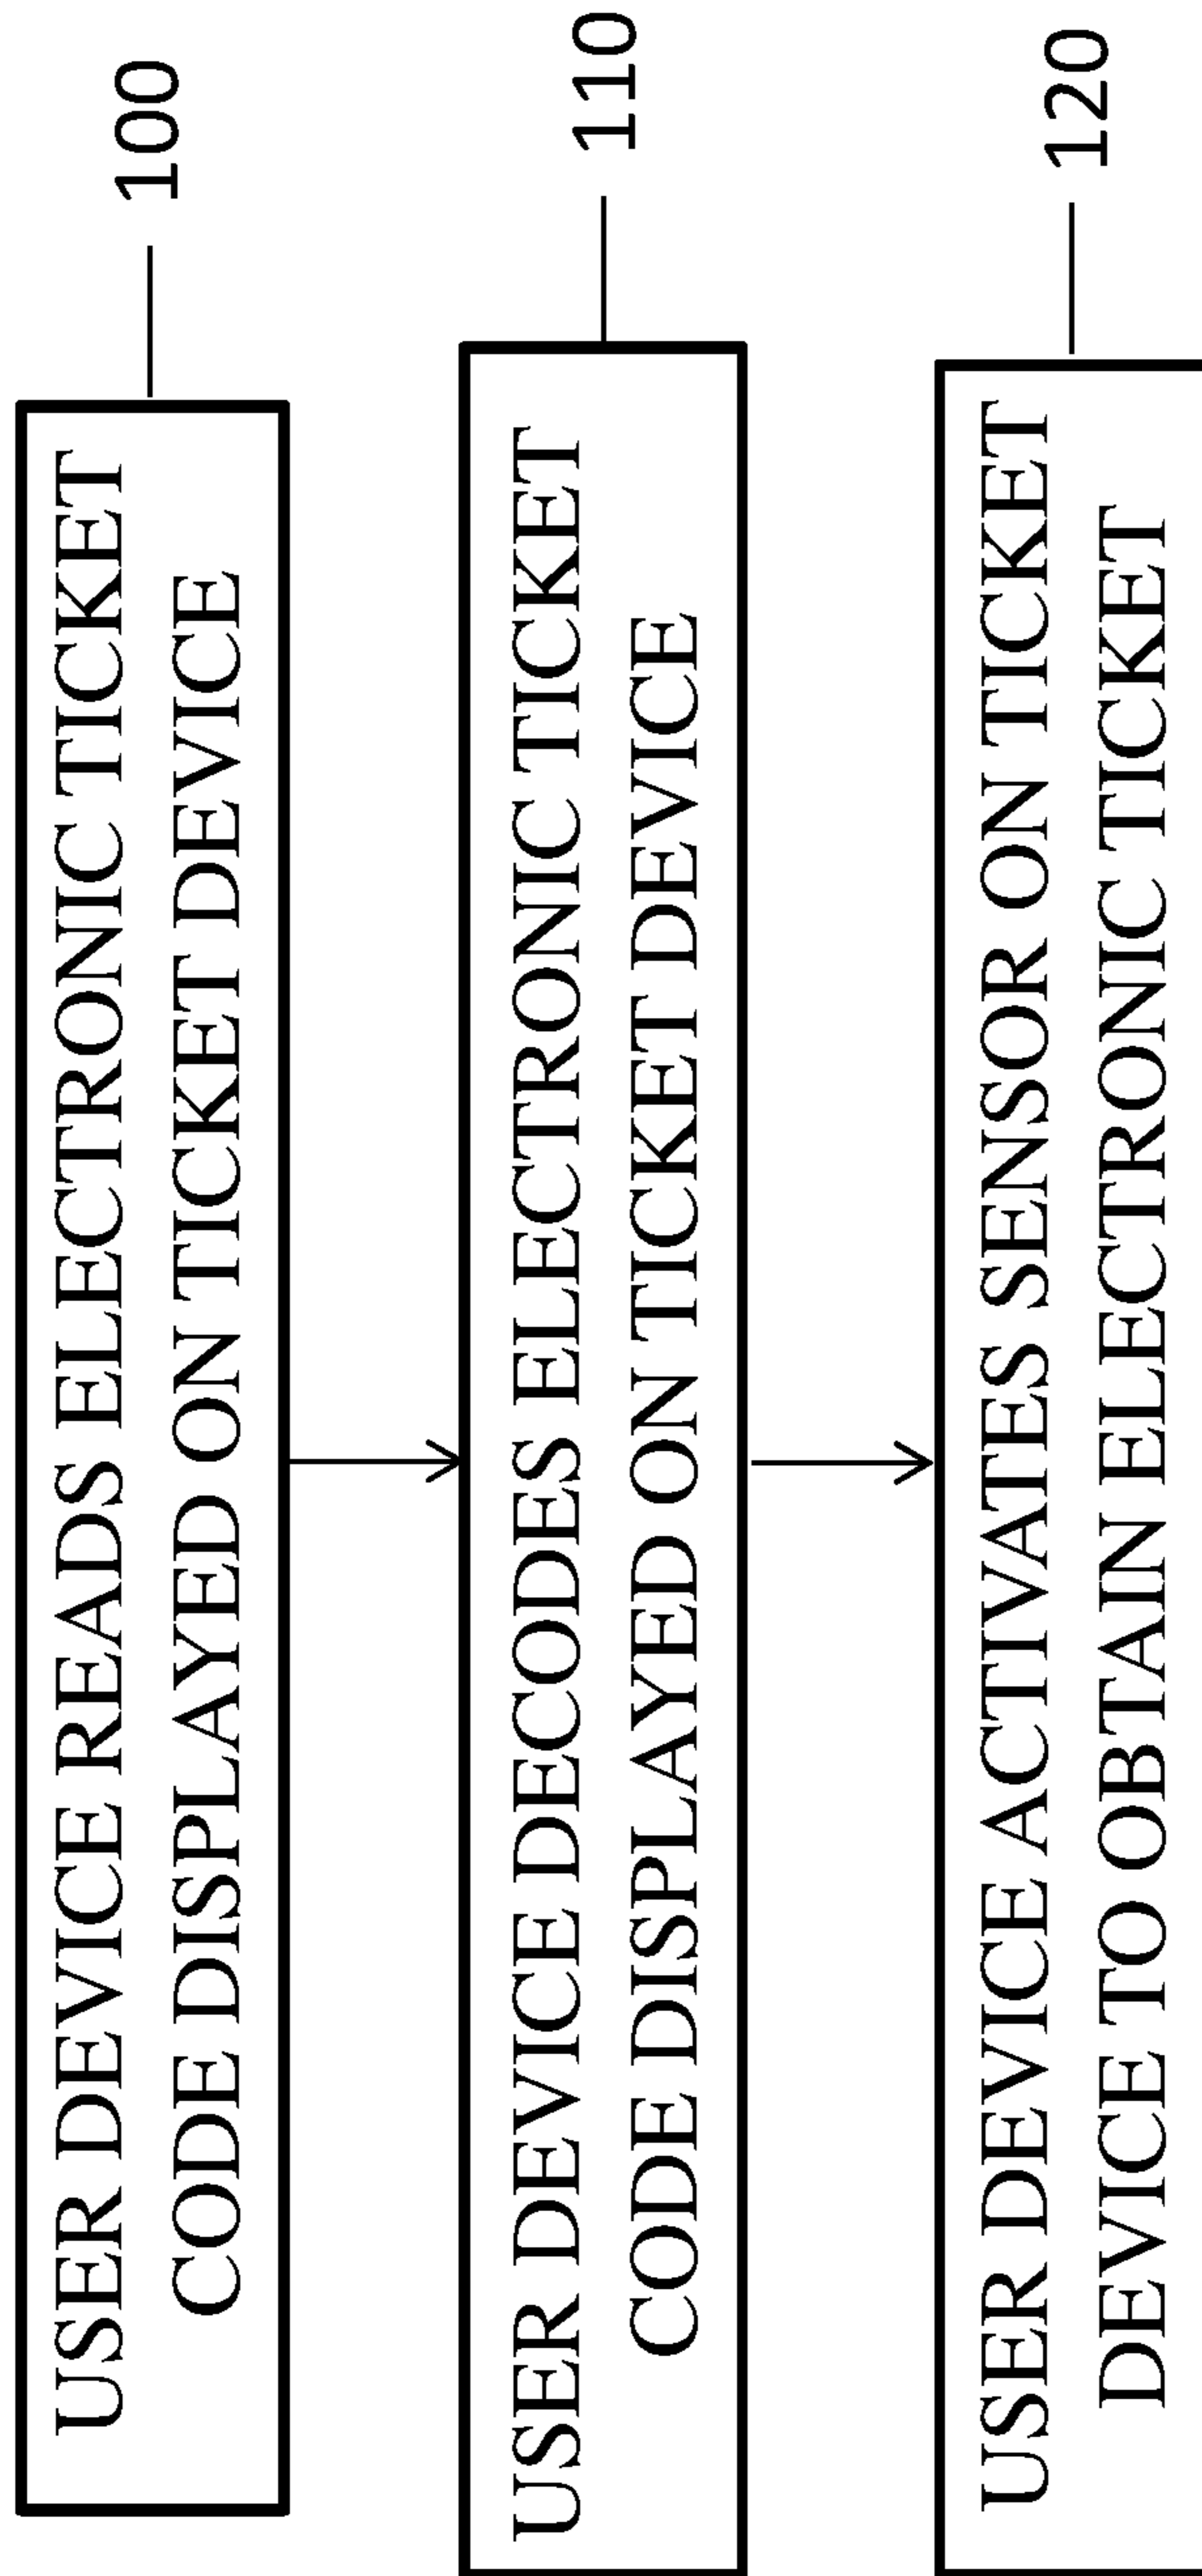 USER DEVICE READS ELECTRONIC TICKET
CODE DISPLAYED ON TICKET DEVICE
100
USER DEVICE DECODES ELECTRONIC TICKET
CODE DISPLAYED ON TICKET DEVICE
110
USER DEVICE ACTIVATES SENSOR ON TICKET
DEVICE TO OBTAIN ELECTRONIC TICKET
120